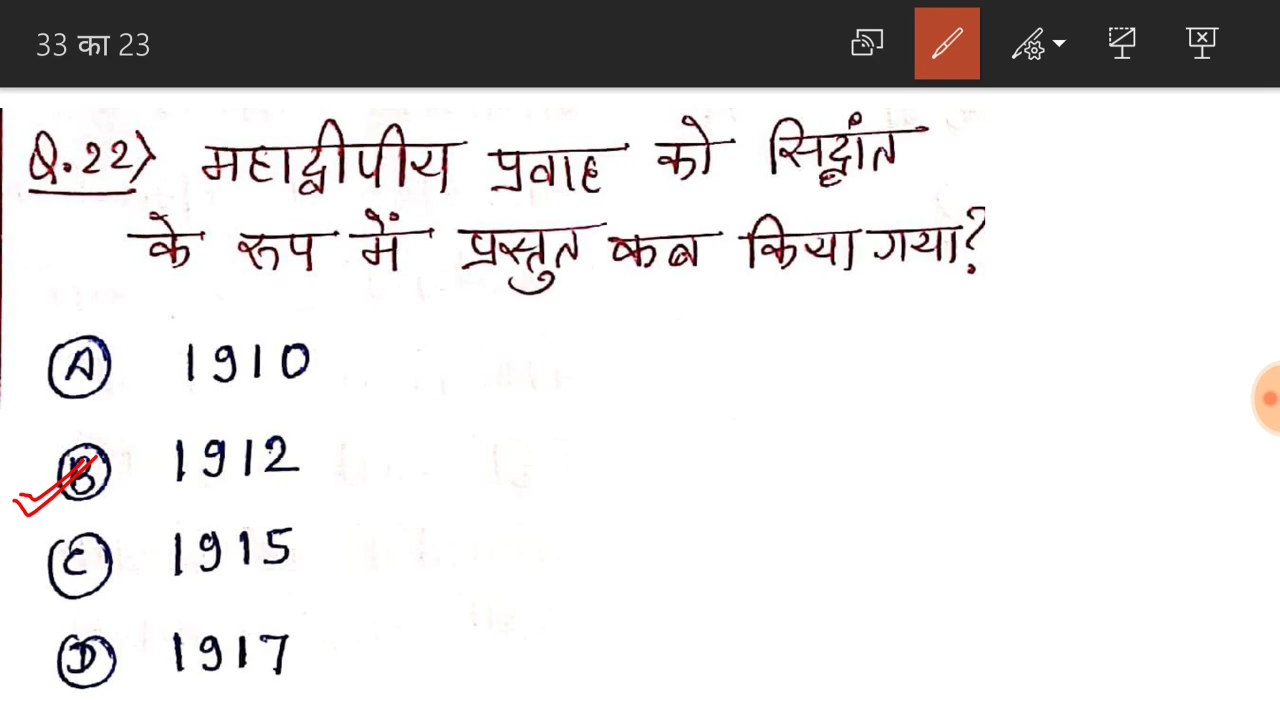 33 का 23
Q.22) महाद्वीपीय प्रवाह को सिद्धांत
के रूप में प्रस्तुत कब किया गया?
A 1910
B 1912
C 1915
D 1917